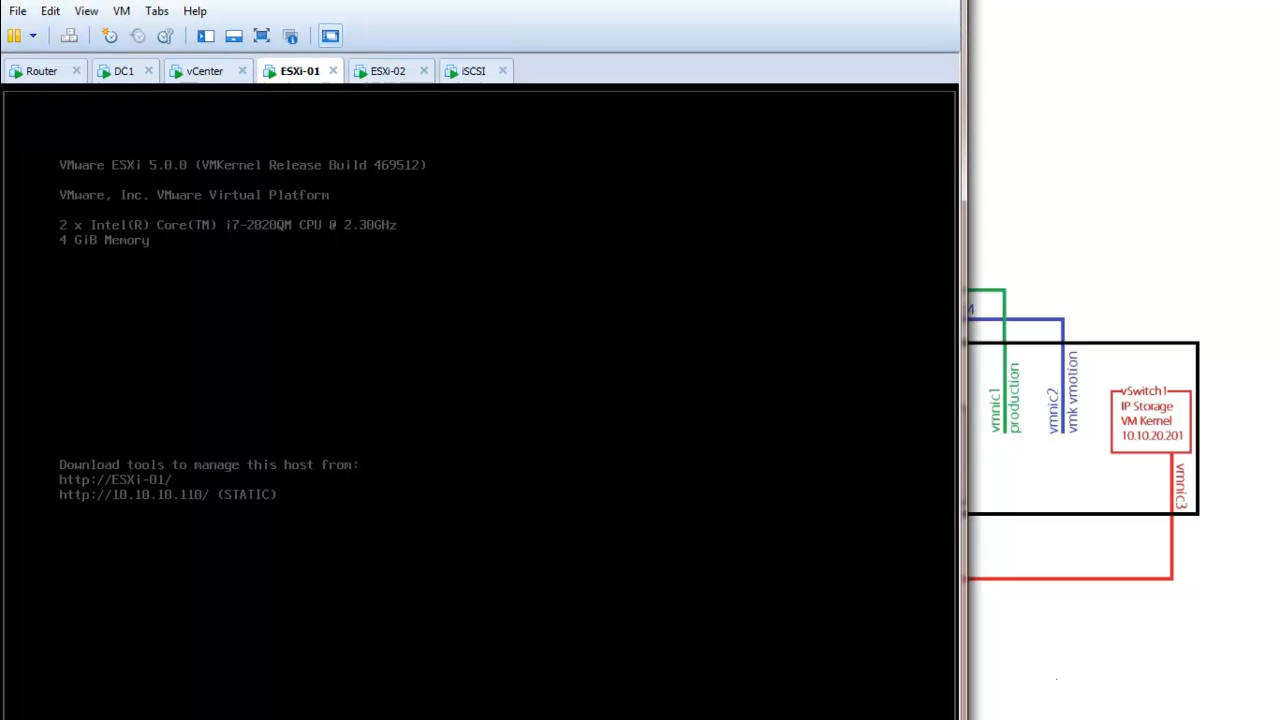 File Edit View VM Tabs Help
Router DC1 vCenter ESXi-01 ESXi-02 iSCSI
VMware ESXi 5.0.0 (VMKernel Release Build 469512)
VMware, Inc. VMware Virtual Platform
2 x Intel(R) Core(TM) i7-2820QM CPU @ 2.30GHz
4 GiB Memory
Download tools to manage this host from:
http://ESXi-01/
http://10.10.10.110/ (STATIC)
4
vmnic1
production
vmnic2
vmk vmotion
vSwitch1
IP Storage
VM Kernel
10.10.20.201
vmnic3